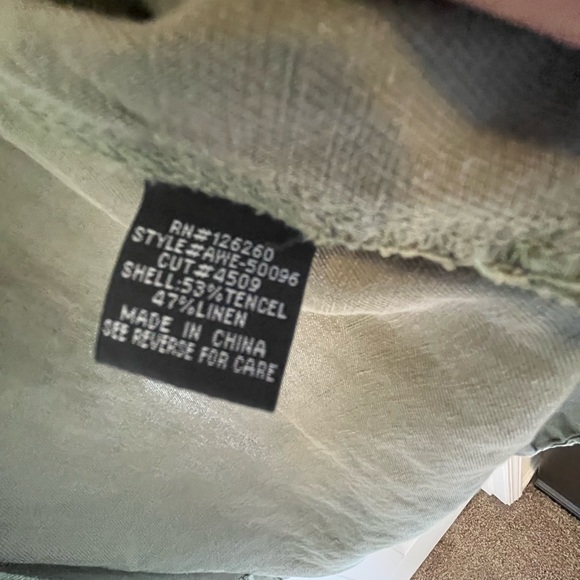 RN#126260
STYLE#AWE-50096
CUT#4509
SHELL:53%TENCEL
47%LINEN
MADE IN CHINA
SEE REVERSE FOR CARE